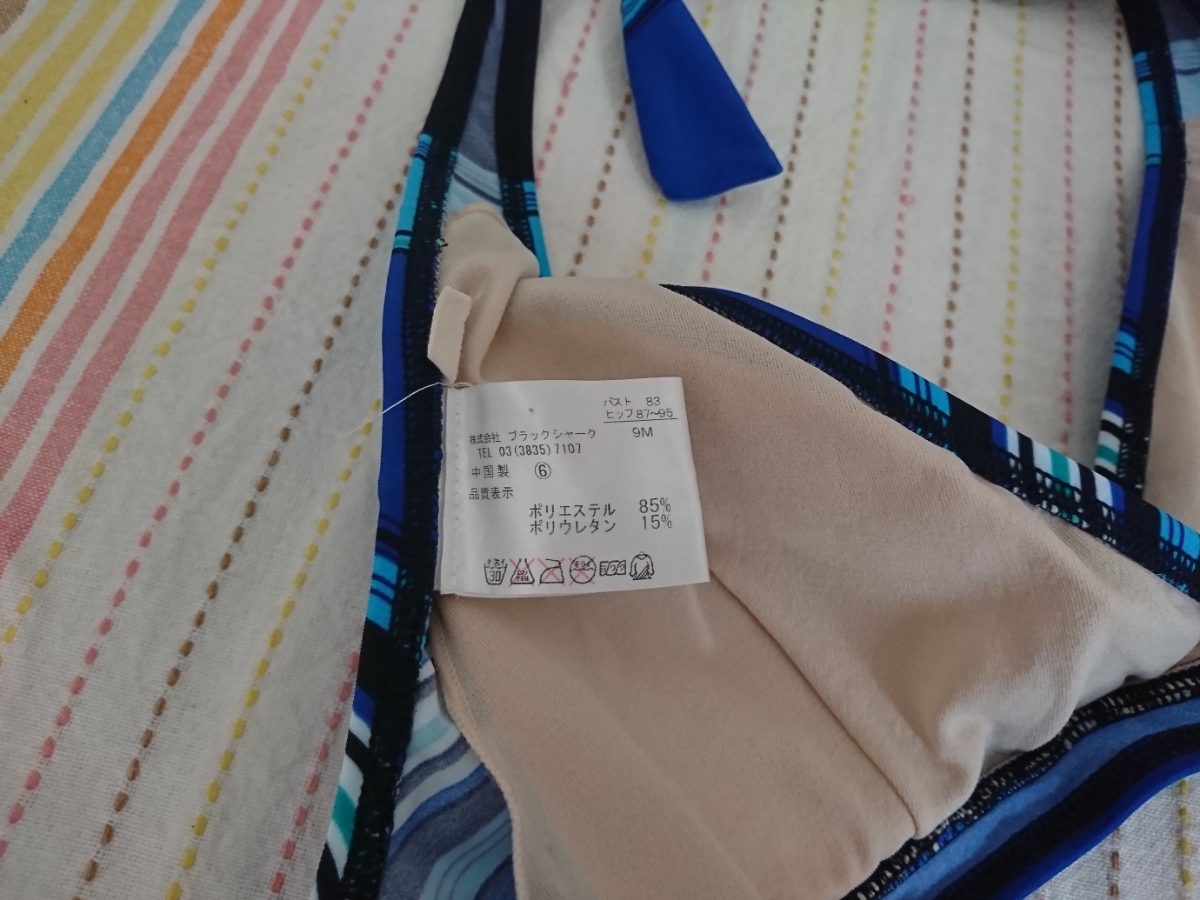 バスト 83
ヒップ 87~95
9M
株式会社 ブラックシャーク
TEL 03(3835)7107
中国製 ⑥
品質表示
ポリエステル 85%
ポリウレタン 15%
30